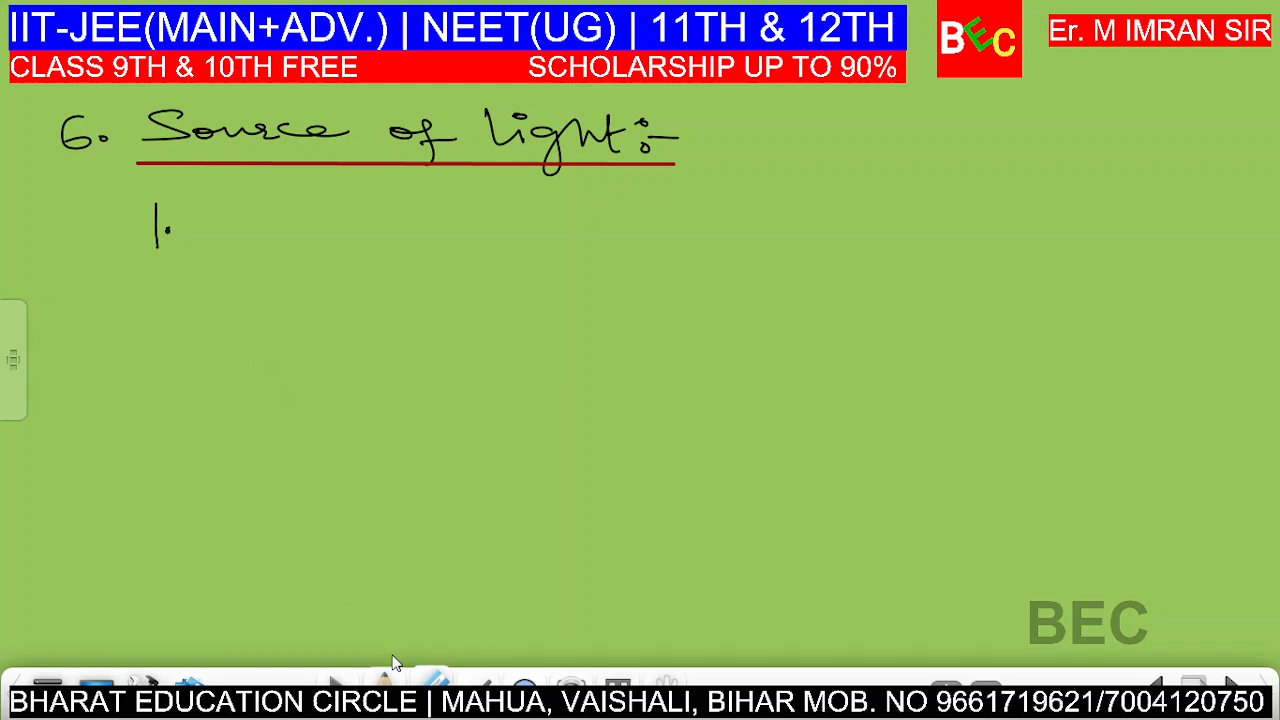 IIT-JEE(MAIN+ADV.) | NEET(UG) | 11TH & 12TH
CLASS 9TH & 10TH FREE SCHOLARSHIP UP TO 90%
BEC
Er. M IMRAN SIR
6. Source of light:-
1.
BEC
BHARAT EDUCATION CIRCLE | MAHUA, VAISHALI, BIHAR MOB. NO 9661719621/7004120750